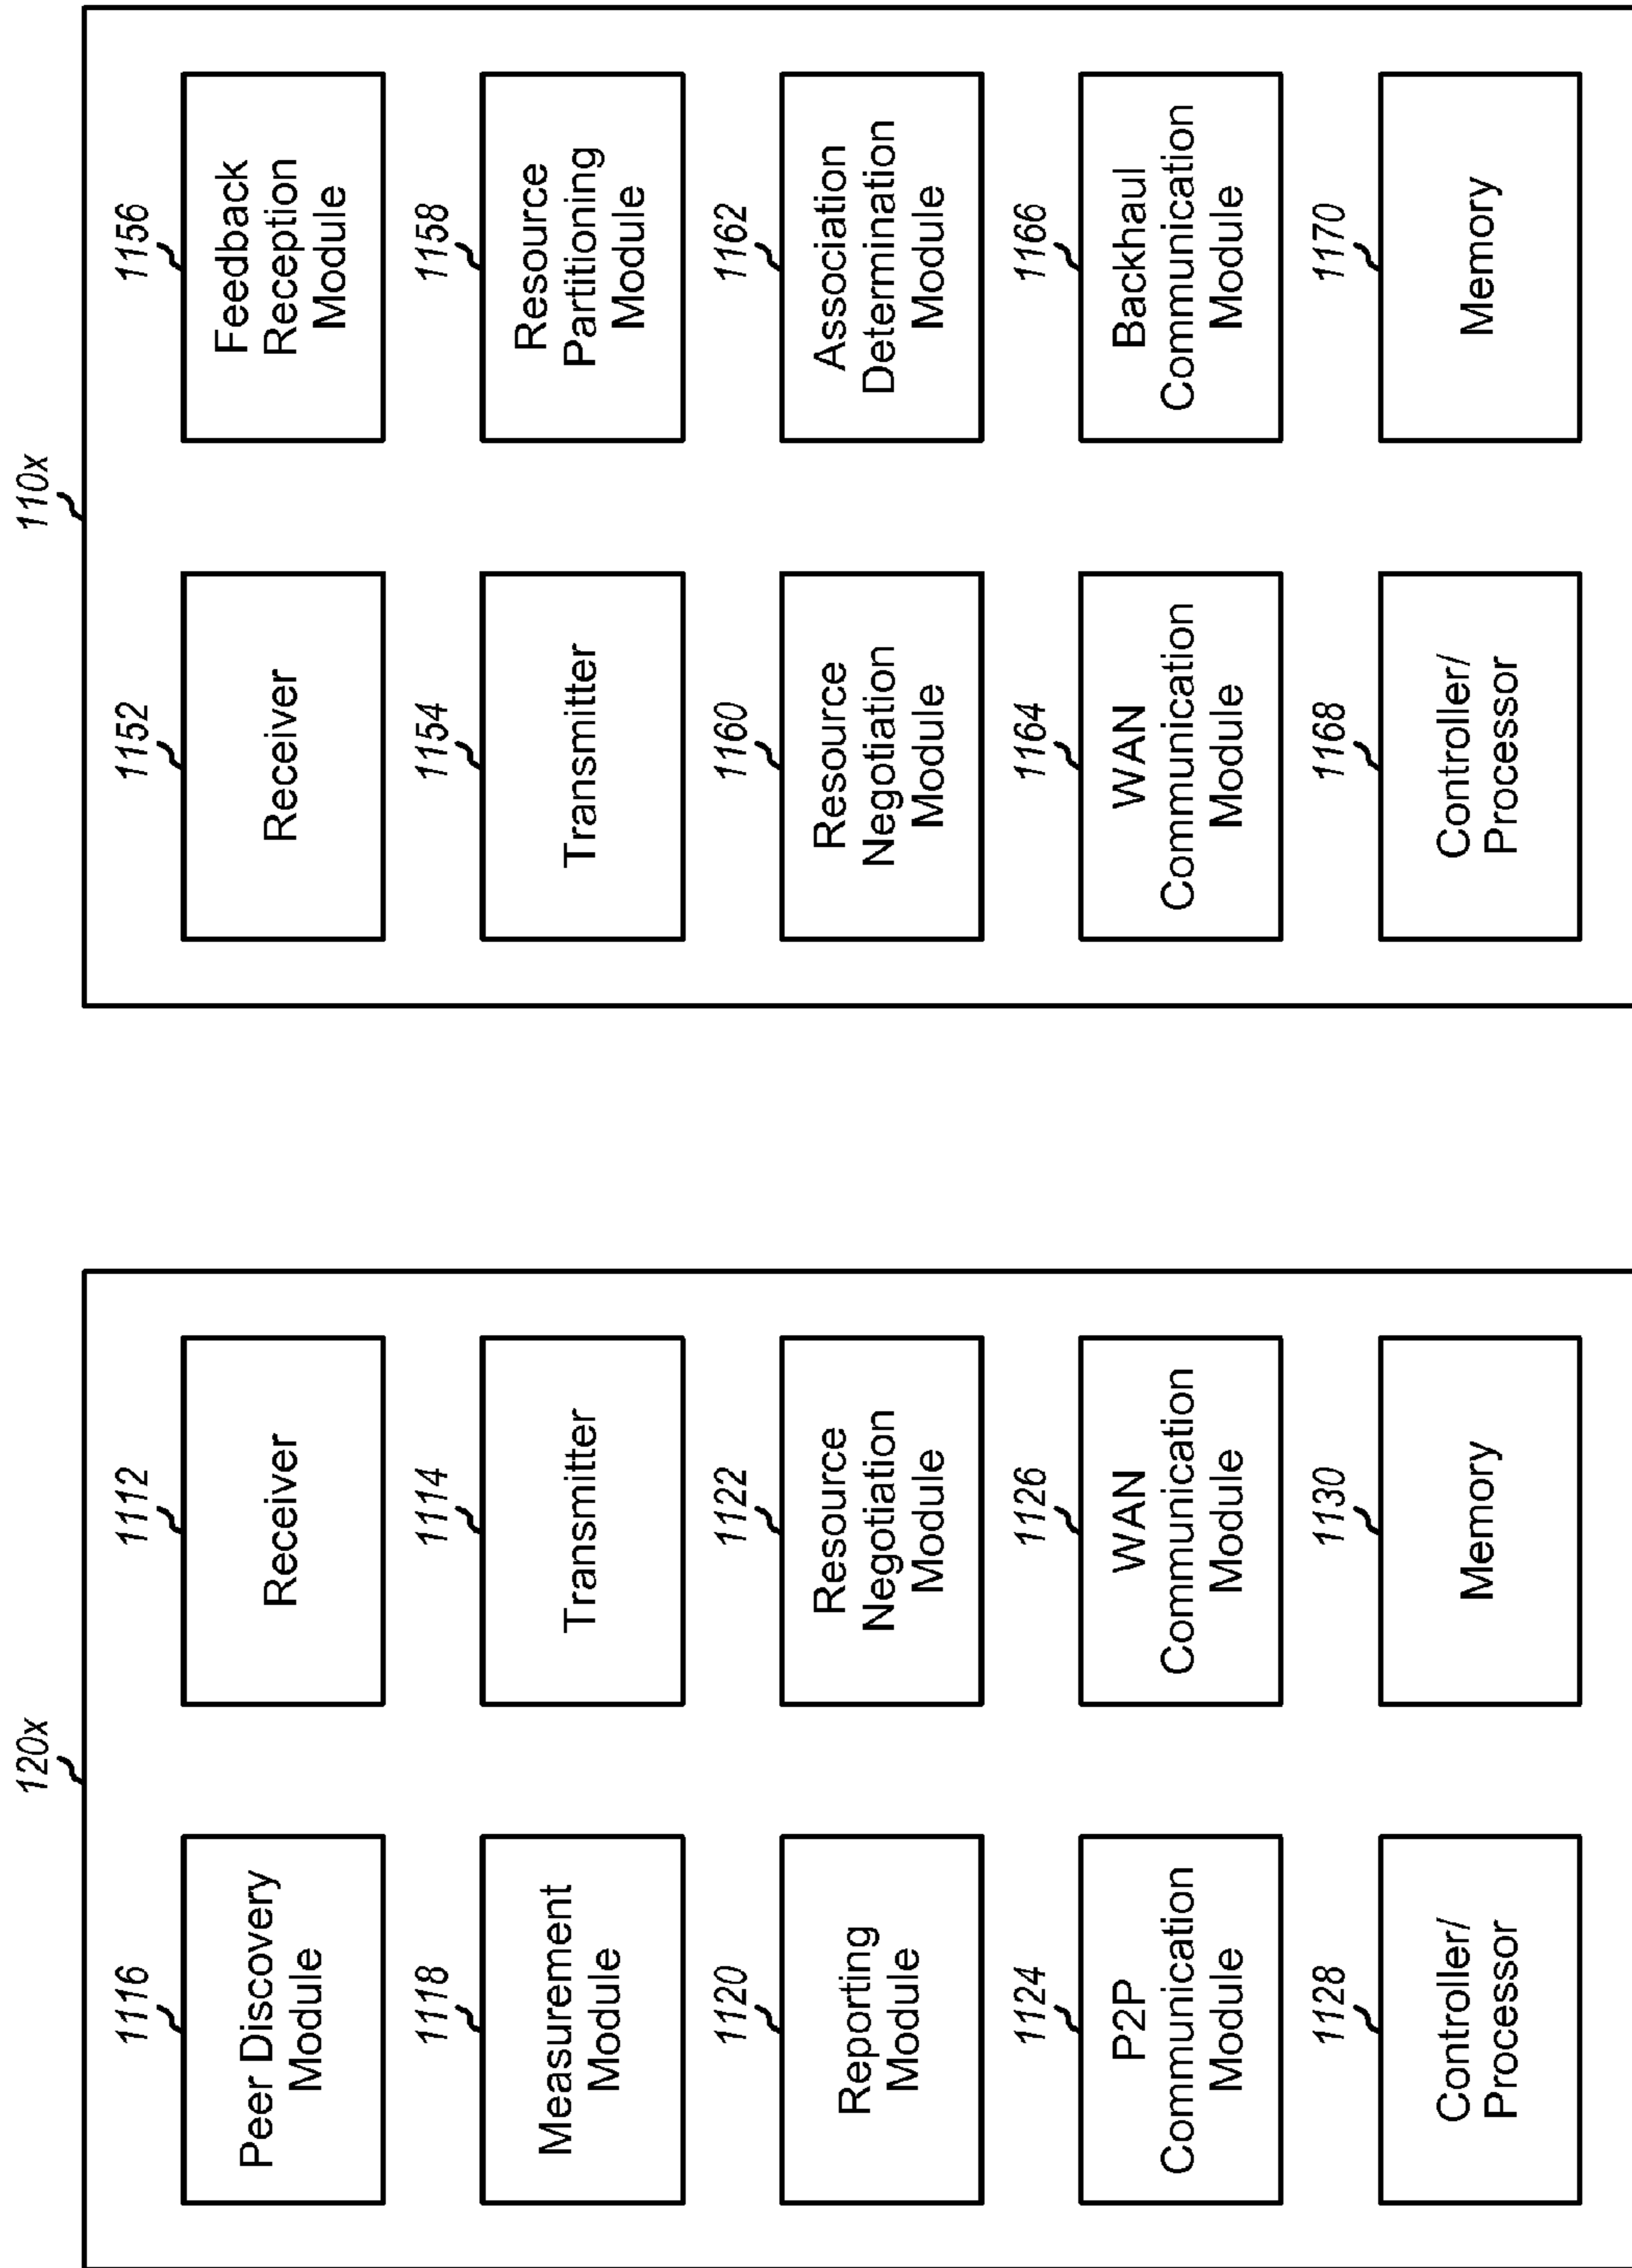 120x
1116
Peer Discovery
Module
1112
Receiver
1118
Measurement
Module
1114
Transmitter
1120
Reporting
Module
1122
Resource
Negotiation
Module
1124
P2P
Communication
Module
1126
WAN
Communication
Module
1128
Controller/
Processor
1130
Memory
110x
1152
Receiver
1156
Feedback
Reception
Module
1154
Transmitter
1158
Resource
Partitioning
Module
1160
Resource
Negotiation
Module
1162
Association
Determination
Module
1164
WAN
Communication
Module
1166
Backhaul
Communication
Module
1168
Controller/
Processor
1170
Memory